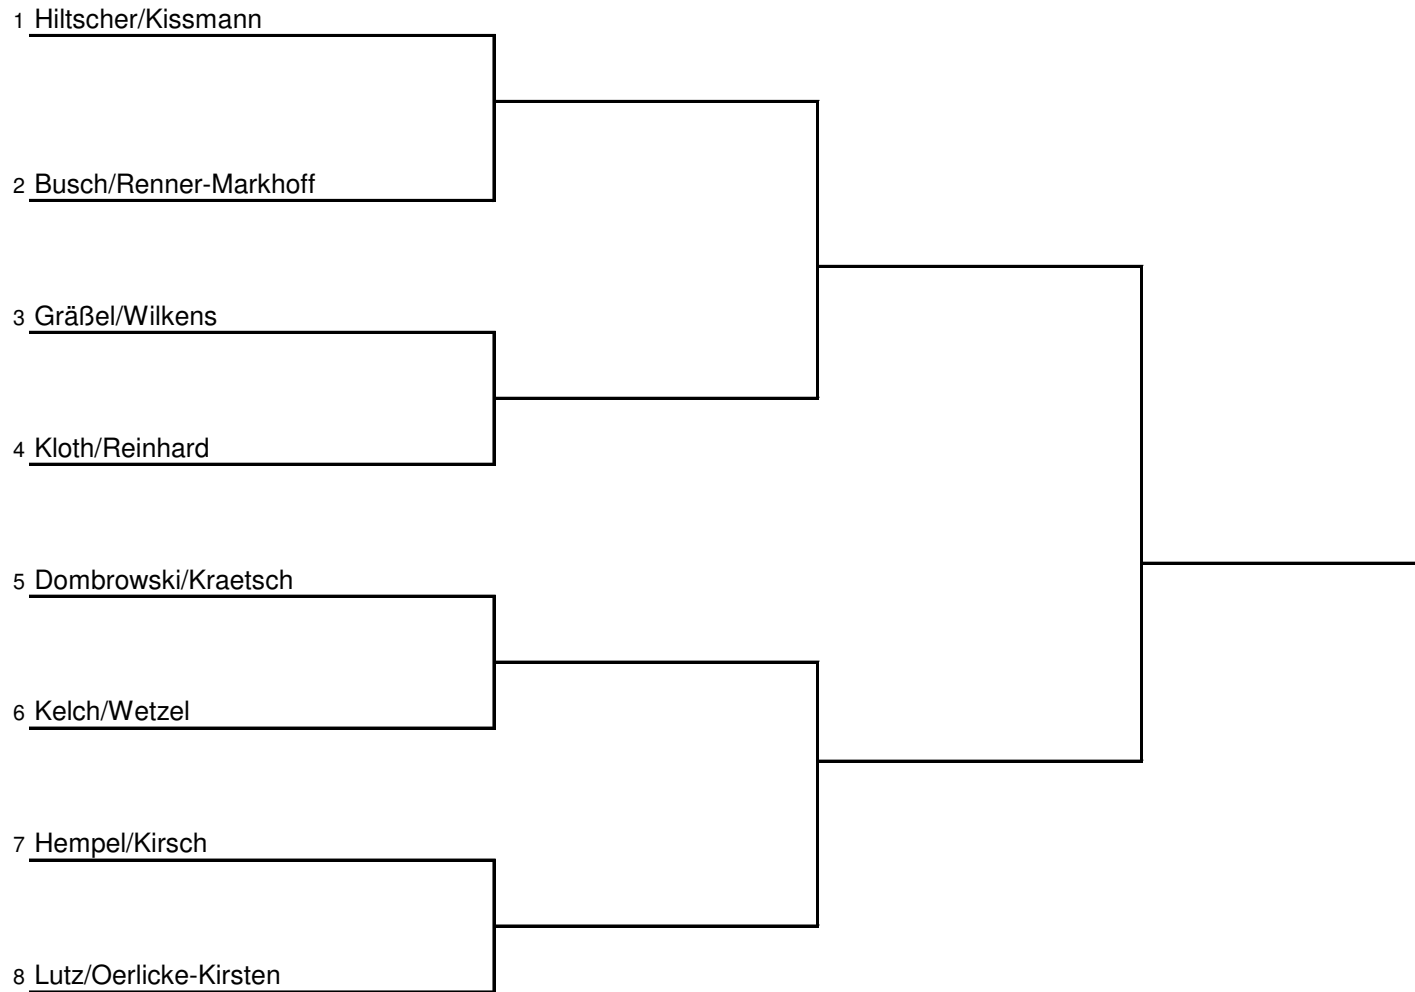 1 Hiltscher/Kissmann
2 Busch/Renner-Markhoff
3 Gräßel/Wilkens
4 Kloth/Reinhard
5 Dombrowski/Kraetsch
6 Kelch/Wetzel
7 Hempel/Kirsch
8 Lutz/Oerlicke-Kirsten